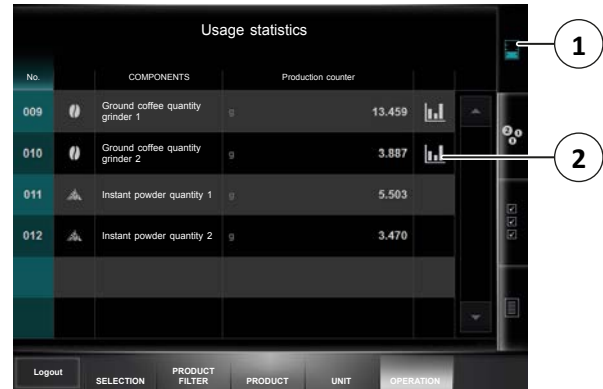 Usage statistics
1
No. COMPONENTS Production counter
009 Ground coffee quantity grinder 1 g 13.459
010 Ground coffee quantity grinder 2 g 3.887
2
011 Instant powder quantity 1 g 5.503
012 Instant powder quantity 2 g 3.470
Logout SELECTION PRODUCT FILTER PRODUCT UNIT OPERATION